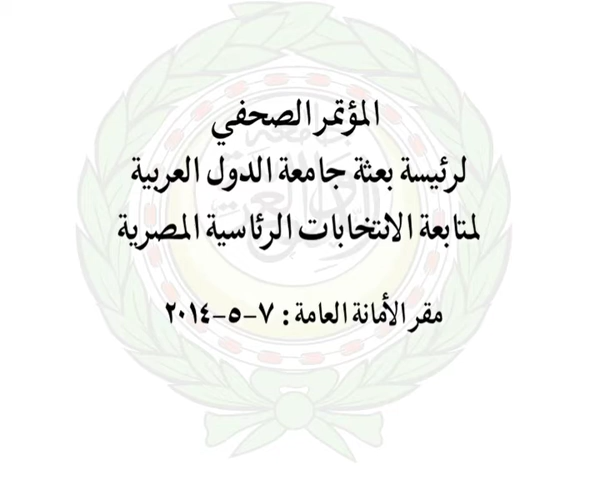 المؤتمر الصحفي
لرئيسة بعثة جامعة الدول العربية
لمتابعة الانتخابات الرئاسية المصرية
مقر الأمانة العامة : ٧-٥-٢٠١٤